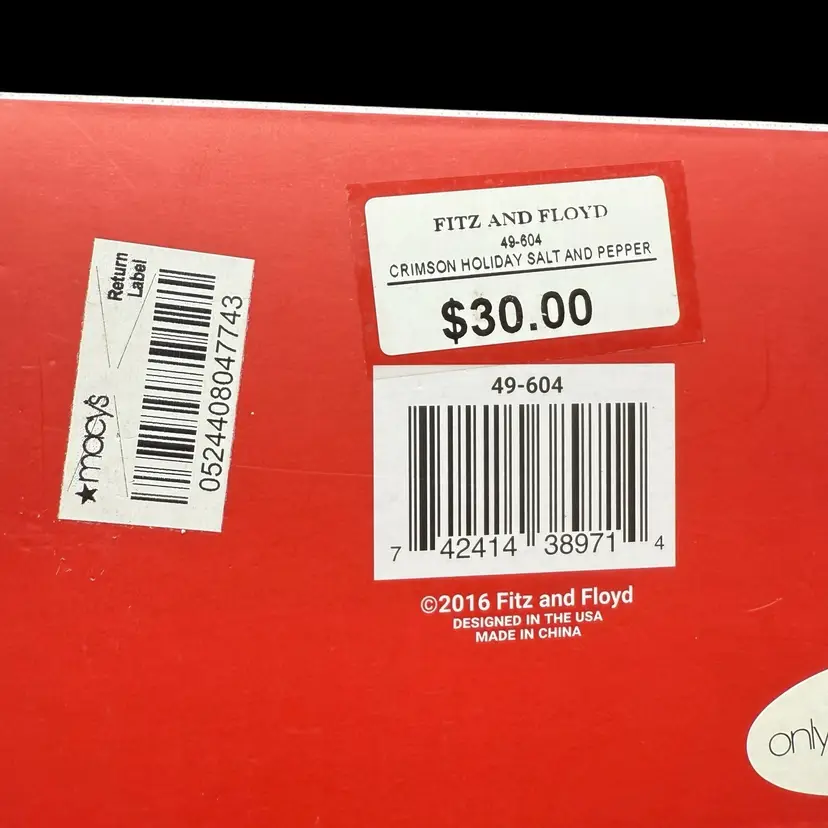 Return
Label
★macy's
052440804​7743
FITZ AND FLOYD
49-604
CRIMSON HOLIDAY SALT AND PEPPER
$30.00
49-604
7 42414 38971 4
©2016 Fitz and Floyd
DESIGNED IN THE USA
MADE IN CHINA
only